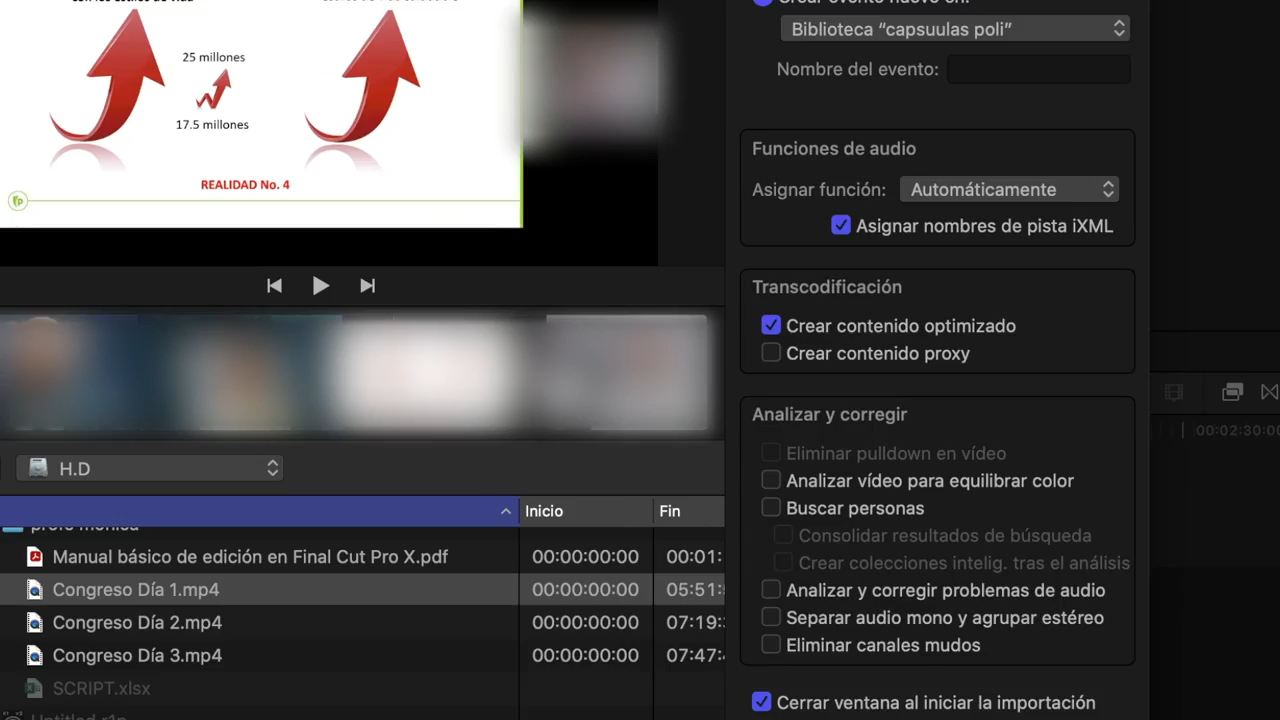 25 millones
17.5 millones
REALIDAD No. 4
Crear evento nuevo en:
Biblioteca “capsuulas poli”
Nombre del evento:
Funciones de audio
Asignar función: Automáticamente
Asignar nombres de pista iXML
Transcodificación
Crear contenido optimizado
Crear contenido proxy
Analizar y corregir
Eliminar pulldown en vídeo
Analizar vídeo para equilibrar color
Buscar personas
Consolidar resultados de búsqueda
Crear colecciones intelig. tras el análisis
Analizar y corregir problemas de audio
Separar audio mono y agrupar estéreo
Eliminar canales mudos
Cerrar ventana al iniciar la importación
00:02:30:00
H.D
Inicio Fin
Manual básico de edición en Final Cut Pro X.pdf 00:00:00:00 00:01:
Congreso Día 1.mp4 00:00:00:00 05:51:
Congreso Día 2.mp4 00:00:00:00 07:19:
Congreso Día 3.mp4 00:00:00:00 07:47:
SCRIPT.xlsx